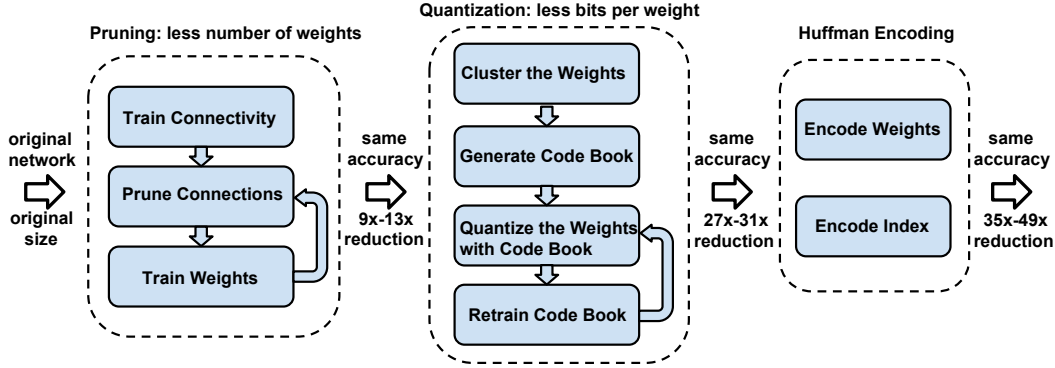 Quantization: less bits per weight
Pruning: less number of weights
Huffman Encoding
original
network
original
size
Train Connectivity
Prune Connections
Train Weights
same
accuracy
9x-13x
reduction
Cluster the Weights
Generate Code Book
Quantize the Weights
with Code Book
Retrain Code Book
same
accuracy
27x-31x
reduction
Encode Weights
Encode Index
same
accuracy
35x-49x
reduction